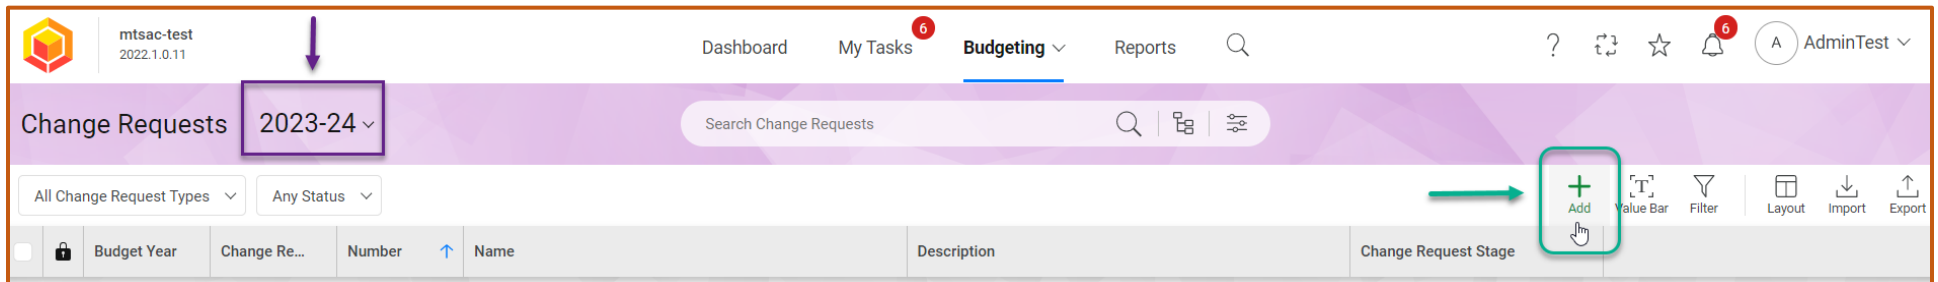 mtsac-test
2022.1.0.11
Dashboard My Tasks 6 Budgeting Reports ? 6 A AdminTest
Change Requests 2023-24 Search Change Requests
All Change Request Types Any Status Add Value Bar Filter Layout Import Export
Budget Year Change Re... Number Name Description Change Request Stage